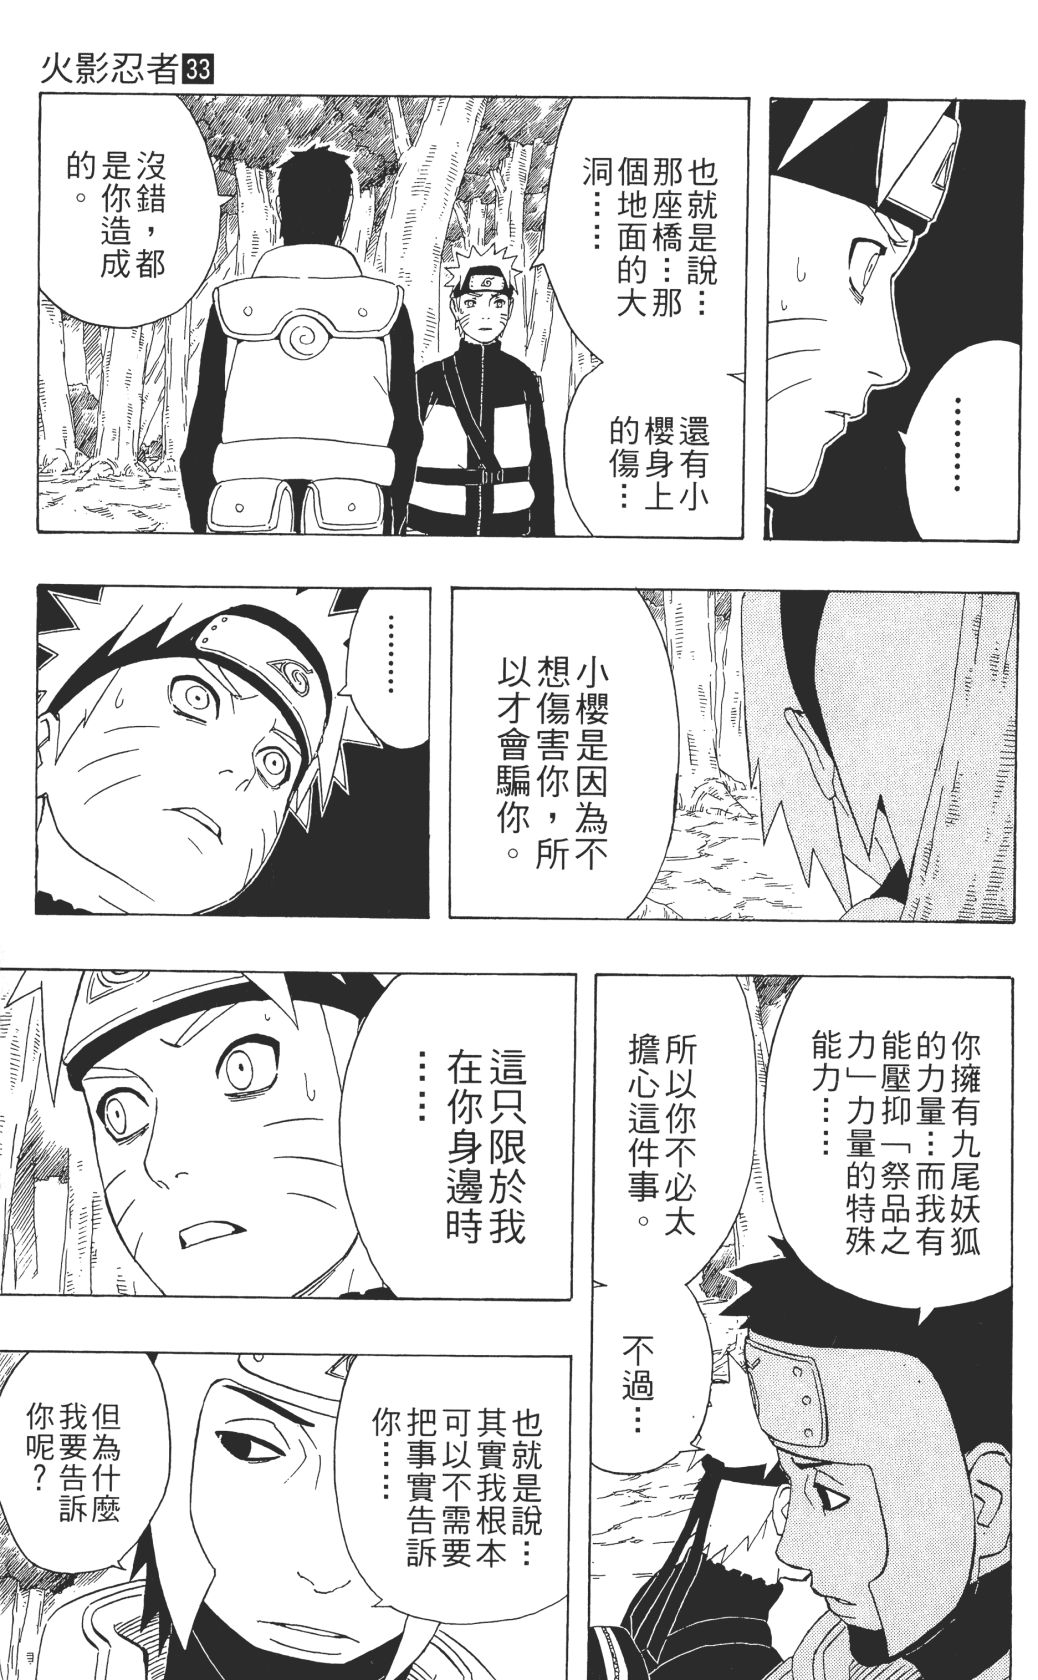 火影忍者33
………
也就是說…
那座橋…那
個地面的大
洞……
還有小
櫻身上
的傷…
沒錯，都
是你造成
的。
小櫻是因為不
想傷害你，所
以才會騙你。
………
你擁有九尾妖狐
的力量…而我有
能壓抑「祭品之
力」力量的特殊
能力……
所以你不必太
擔心這件事。
不過…
這只限於我
在你身邊時
……
也就是說…
其實我根本
可以不需要
把事實告訴
你……
但為什麼
我要告訴
你呢？